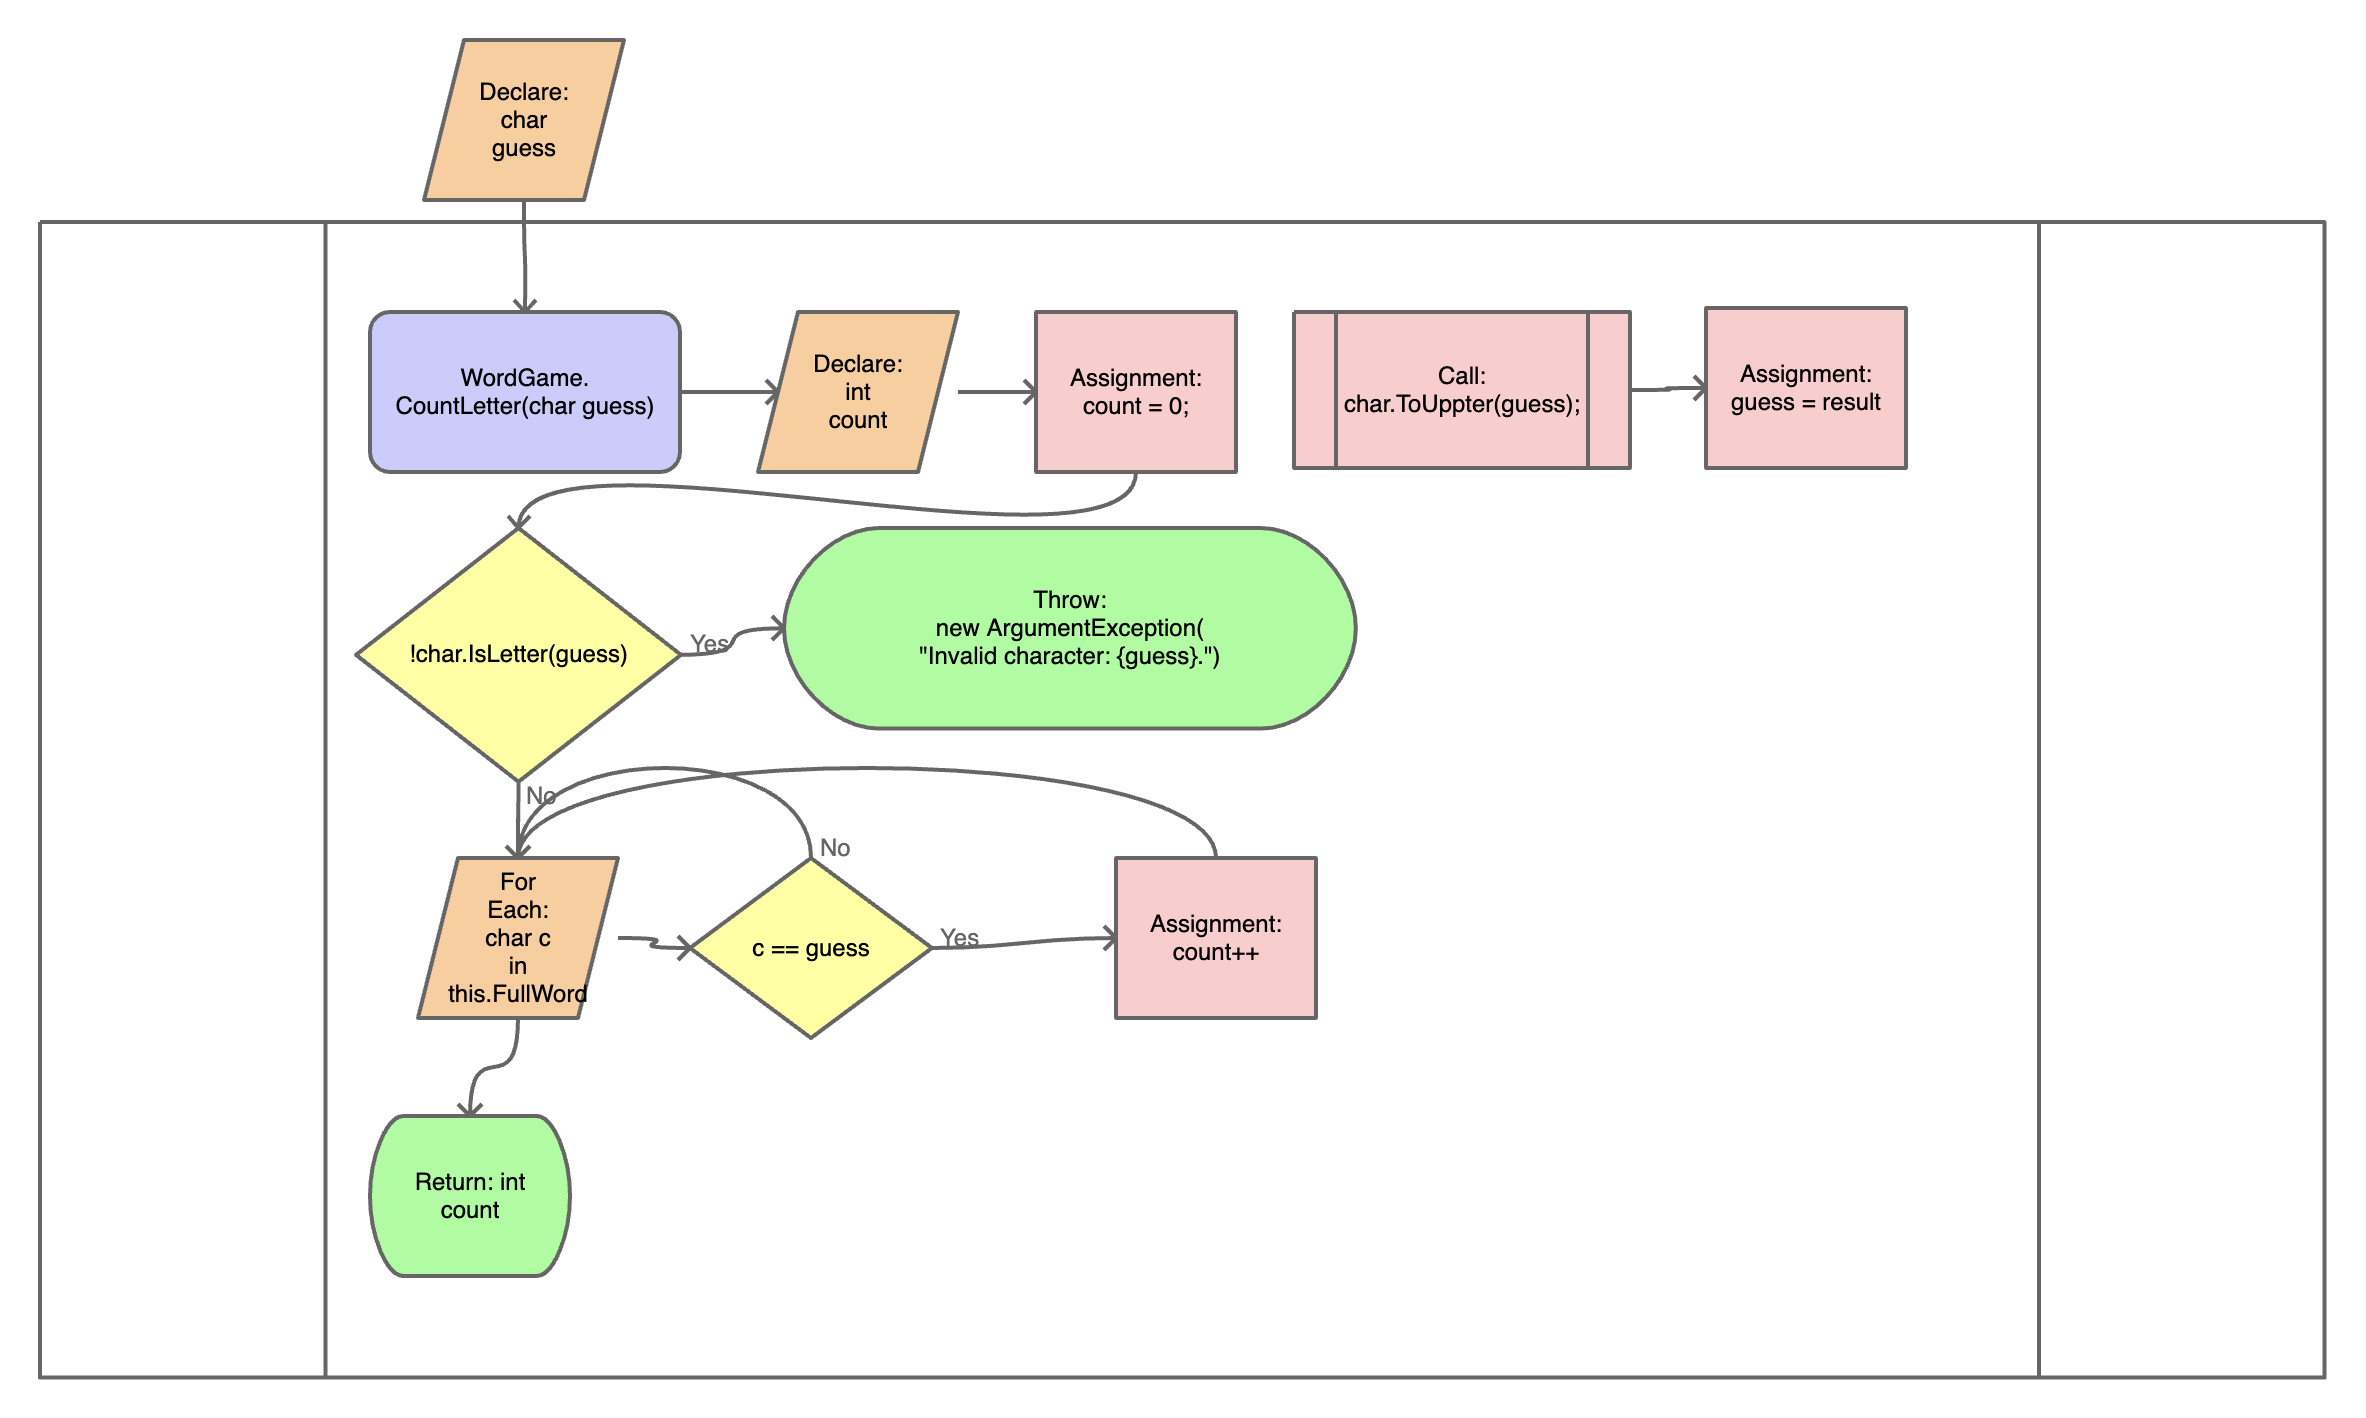 Declare:
char
guess
WordGame.
CountLetter(char guess)
Declare:
int
count
Assignment:
count = 0;
Call:
char.ToUppter(guess);
Assignment:
guess = result
!char.IsLetter(guess)
Yes
Throw:
new ArgumentException(
"Invalid character: {guess}.")
No
For
Each:
char c
in
this.FullWord
No
c == guess
Yes
Assignment:
count++
Return: int
count